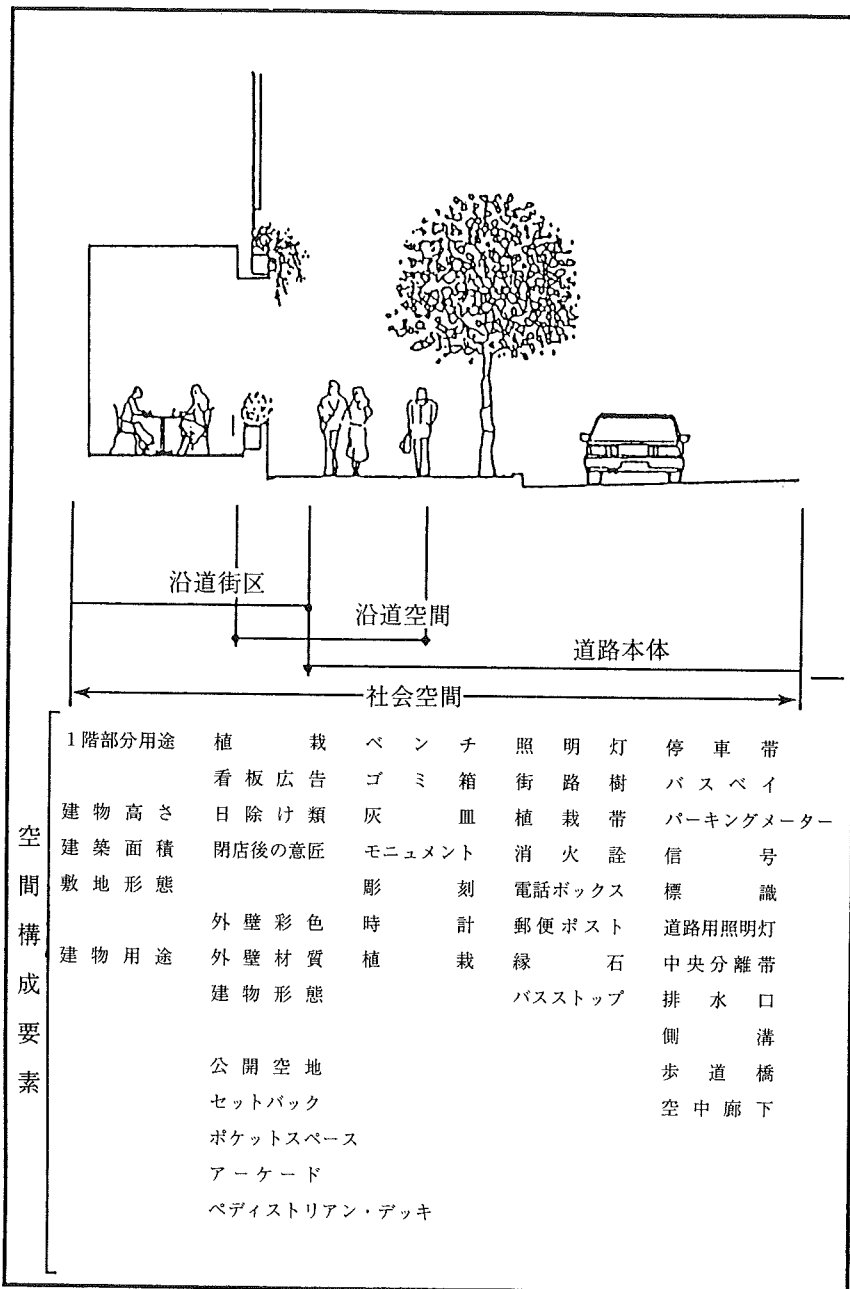 沿道街区
沿道空間
道路本体
社会空間
空間構成要素
1階部分用途 植栽 ベンチ 照明灯 停車帯
看板広告 ゴミ箱 街路樹 バスベイ
建物高さ 日除け類 灰皿 植栽帯 パーキングメーター
建築面積 閉店後の意匠 モニュメント 消火詮 信号
敷地形態 彫刻 電話ボックス 標識
外壁彩色 時計 郵便ポスト 道路用照明灯
建物用途 外壁材質 植栽 縁石 中央分離帯
建物形態 バスストップ 排水口
側溝
公開空地 歩道橋
セットバック 空中廊下
ポケットスペース
アーケード
ペディストリアン・デッキ